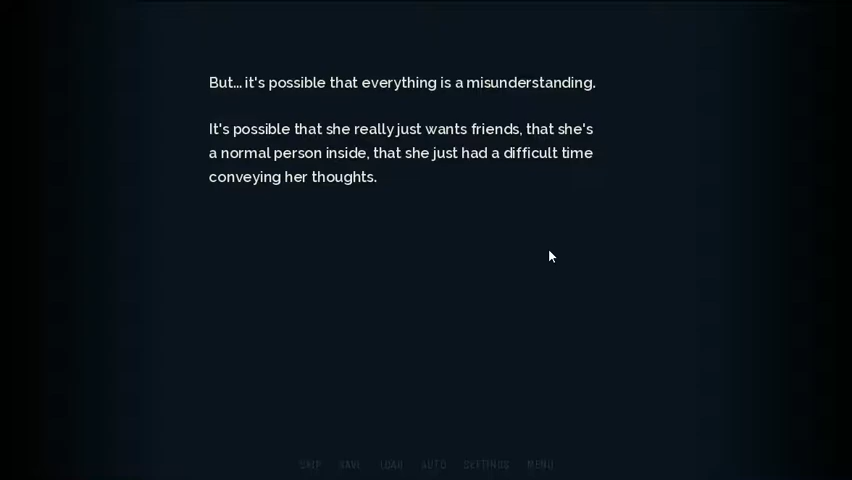 But... it's possible that everything is a misunderstanding.
It's possible that she really just wants friends, that she's
a normal person inside, that she just had a difficult time
conveying her thoughts.
SKIP SAVE LOAD AUTO SETTINGS MENU